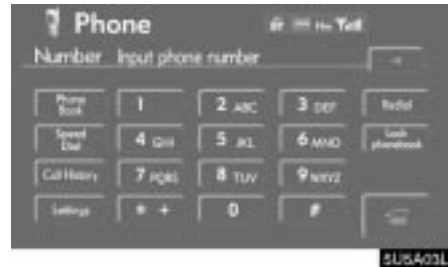 Phone
Tel
Number Input phone number
Phone Book
1
2 ABC
3 DEF
Redial
Speed Dial
4 GHI
5 JKL
6 MNO
Lock phonebook
Call History
7 PQRS
8 TUV
9 WXYZ
Settings
* +
0
#